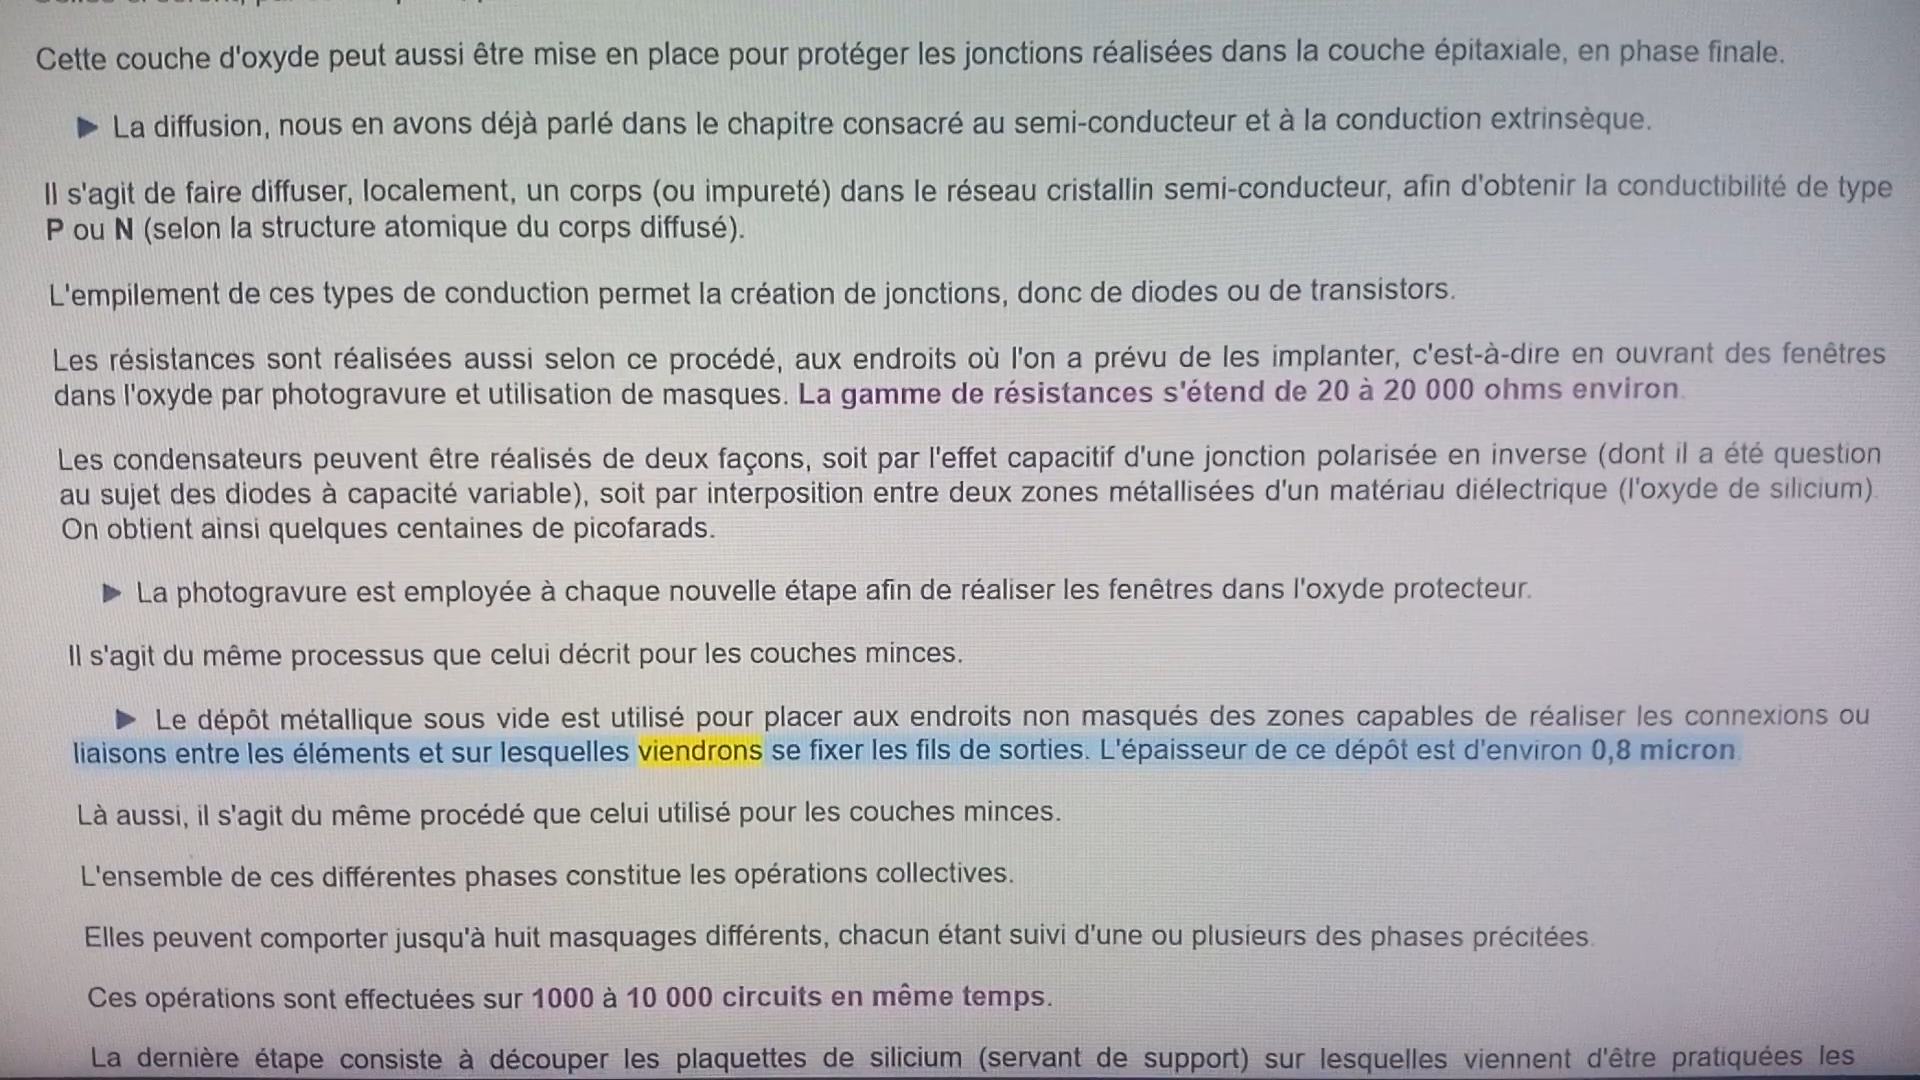 Cette couche d'oxyde peut aussi être mise en place pour protéger les jonctions réalisées dans la couche épitaxiale, en phase finale.
► La diffusion, nous en avons déjà parlé dans le chapitre consacré au semi-conducteur et à la conduction extrinsèque.
Il s'agit de faire diffuser, localement, un corps (ou impureté) dans le réseau cristallin semi-conducteur, afin d'obtenir la conductibilité de type
P ou N (selon la structure atomique du corps diffusé).
L'empilement de ces types de conduction permet la création de jonctions, donc de diodes ou de transistors.
Les résistances sont réalisées aussi selon ce procédé, aux endroits où l'on a prévu de les implanter, c'est-à-dire en ouvrant des fenêtres
dans l'oxyde par photogravure et utilisation de masques. La gamme de résistances s'étend de 20 à 20 000 ohms environ.
Les condensateurs peuvent être réalisés de deux façons, soit par l'effet capacitif d'une jonction polarisée en inverse (dont il a été question
au sujet des diodes à capacité variable), soit par interposition entre deux zones métallisées d'un matériau diélectrique (l'oxyde de silicium).
On obtient ainsi quelques centaines de picofarads.
► La photogravure est employée à chaque nouvelle étape afin de réaliser les fenêtres dans l'oxyde protecteur.
Il s'agit du même processus que celui décrit pour les couches minces.
► Le dépôt métallique sous vide est utilisé pour placer aux endroits non masqués des zones capables de réaliser les connexions ou
liaisons entre les éléments et sur lesquelles viendrons se fixer les fils de sorties. L'épaisseur de ce dépôt est d'environ 0,8 micron.
Là aussi, il s'agit du même procédé que celui utilisé pour les couches minces.
L'ensemble de ces différentes phases constitue les opérations collectives.
Elles peuvent comporter jusqu'à huit masquages différents, chacun étant suivi d'une ou plusieurs des phases précitées.
Ces opérations sont effectuées sur 1000 à 10 000 circuits en même temps.
La dernière étape consiste à découper les plaquettes de silicium (servant de support) sur lesquelles viennent d'être pratiquées les